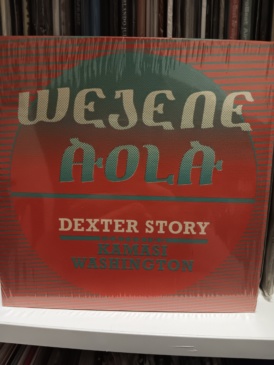 WEJENE
AOLA
DEXTER STORY
KAMASI
WASHINGTON